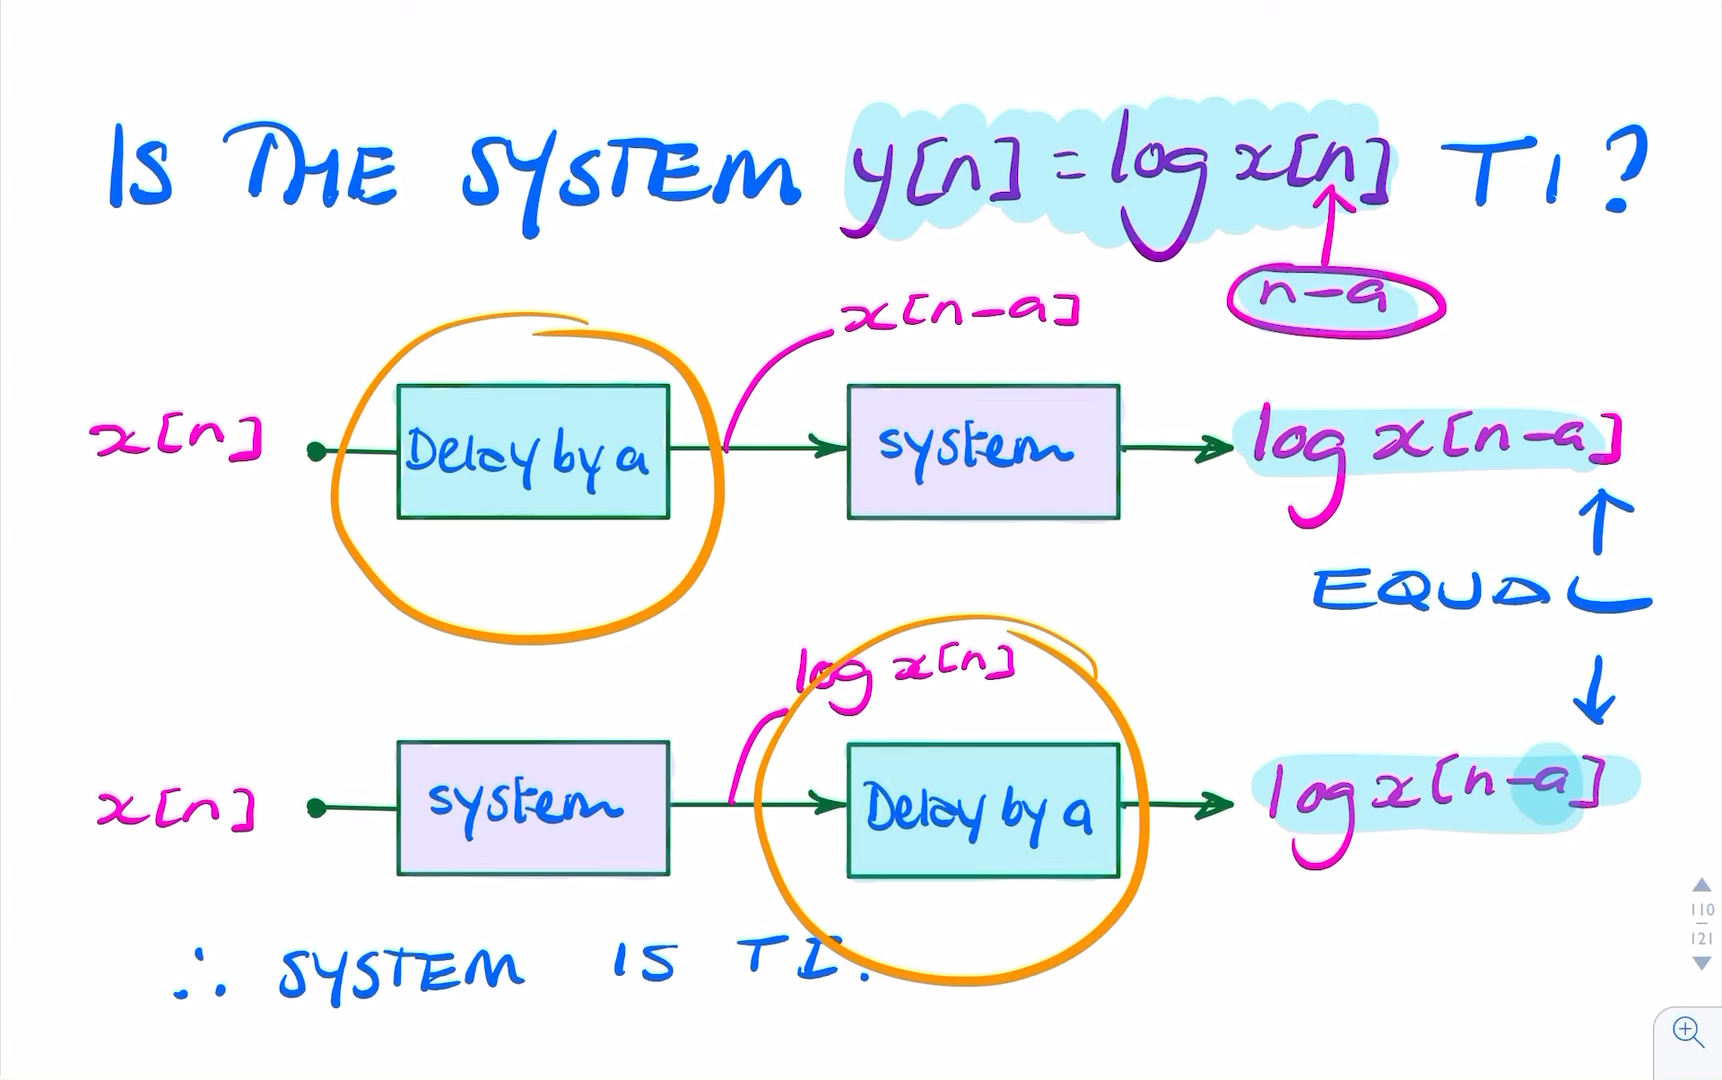 IS THE SYSTEM y[n] = log x[n] TI?
n-a
x[n-a]
x[n] Delay by a system log x[n-a]
EQUAL
log x[n]
x[n] system Delay by a log x[n-a]
∴ SYSTEM IS TI.
110
121